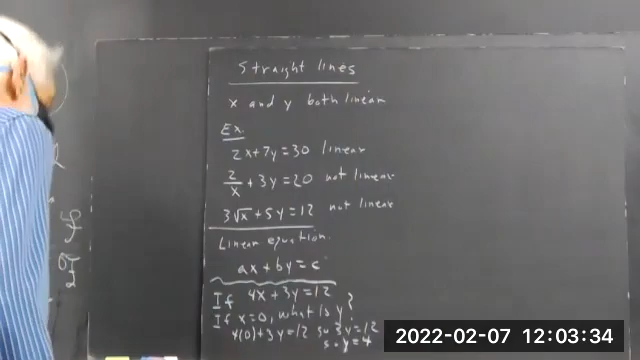 Straight lines
x and y both linear
Ex.
2x+7y=30 linear
2/x + 3y = 20 not linear
3√x + 5y = 12 not linear
Linear equation.
ax + by = c
If 4x + 3y = 12
If x=0, what is y?
4(0)+3y=12 so 3y=12
so y=4
2022-02-07 12:03:34